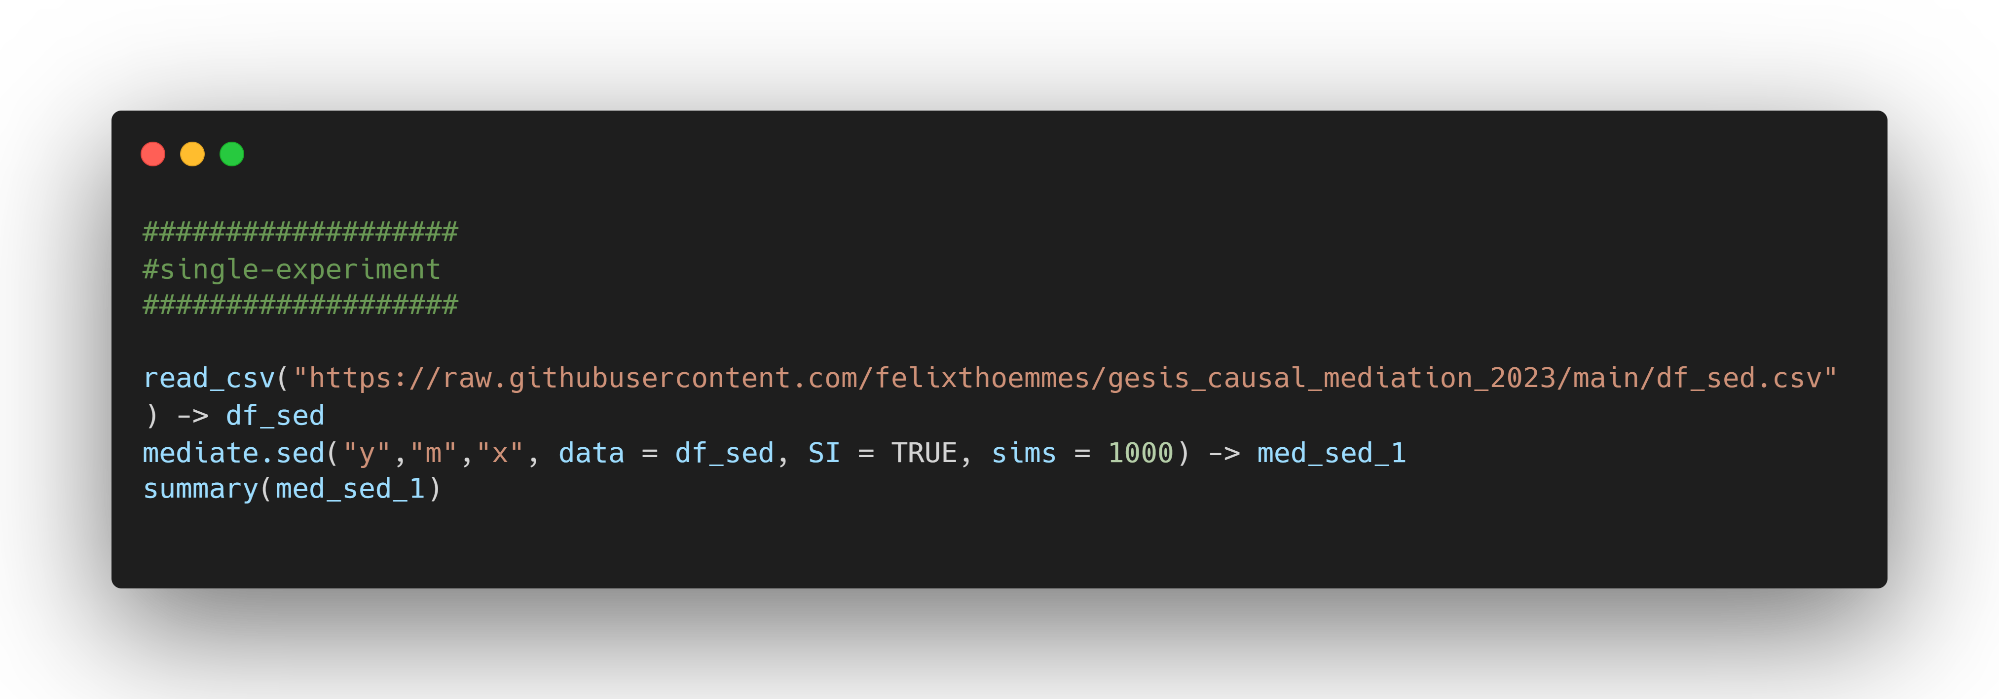 ###################
#single-experiment
###################
read_csv("https://raw.githubusercontent.com/felixthoemmes/gesis_causal_mediation_2023/main/df_sed.csv"
) -> df_sed
mediate.sed("y","m","x", data = df_sed, SI = TRUE, sims = 1000) -> med_sed_1
summary(med_sed_1)